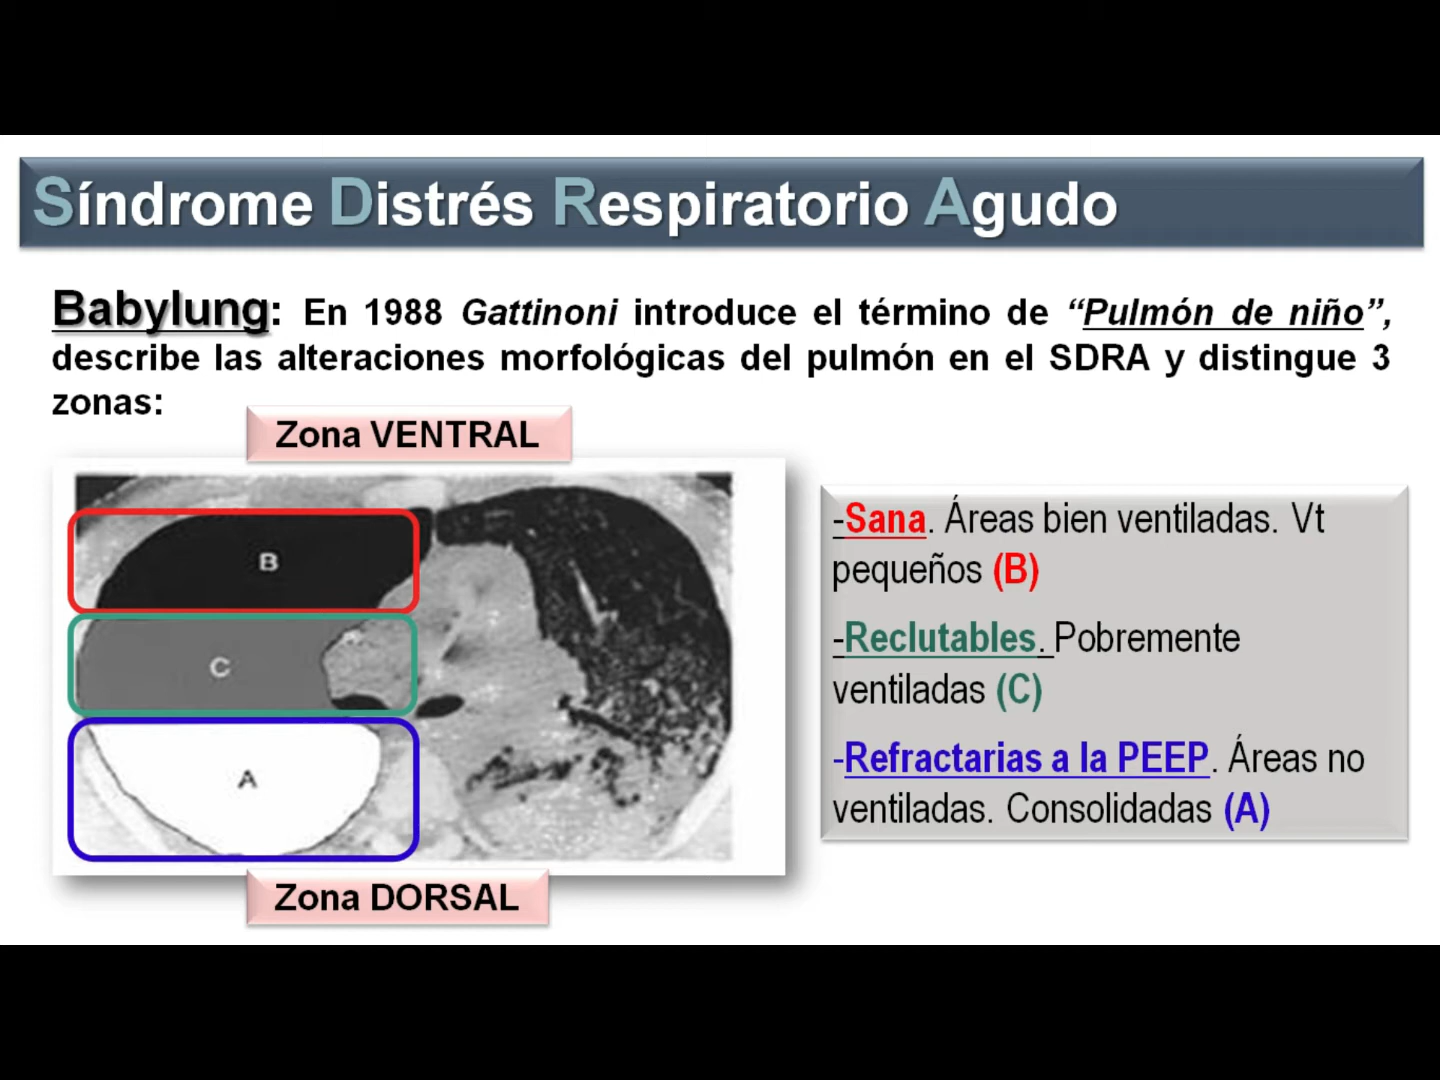 Síndrome Distrés Respiratorio Agudo
Babylung: En 1988 Gattinoni introduce el término de “Pulmón de niño”,
describe las alteraciones morfológicas del pulmón en el SDRA y distingue 3
zonas:
Zona VENTRAL
B
C
A
Zona DORSAL
-Sana. Áreas bien ventiladas. Vt
pequeños (B)
-Reclutables. Pobremente
ventiladas (C)
-Refractarias a la PEEP. Áreas no
ventiladas. Consolidadas (A)